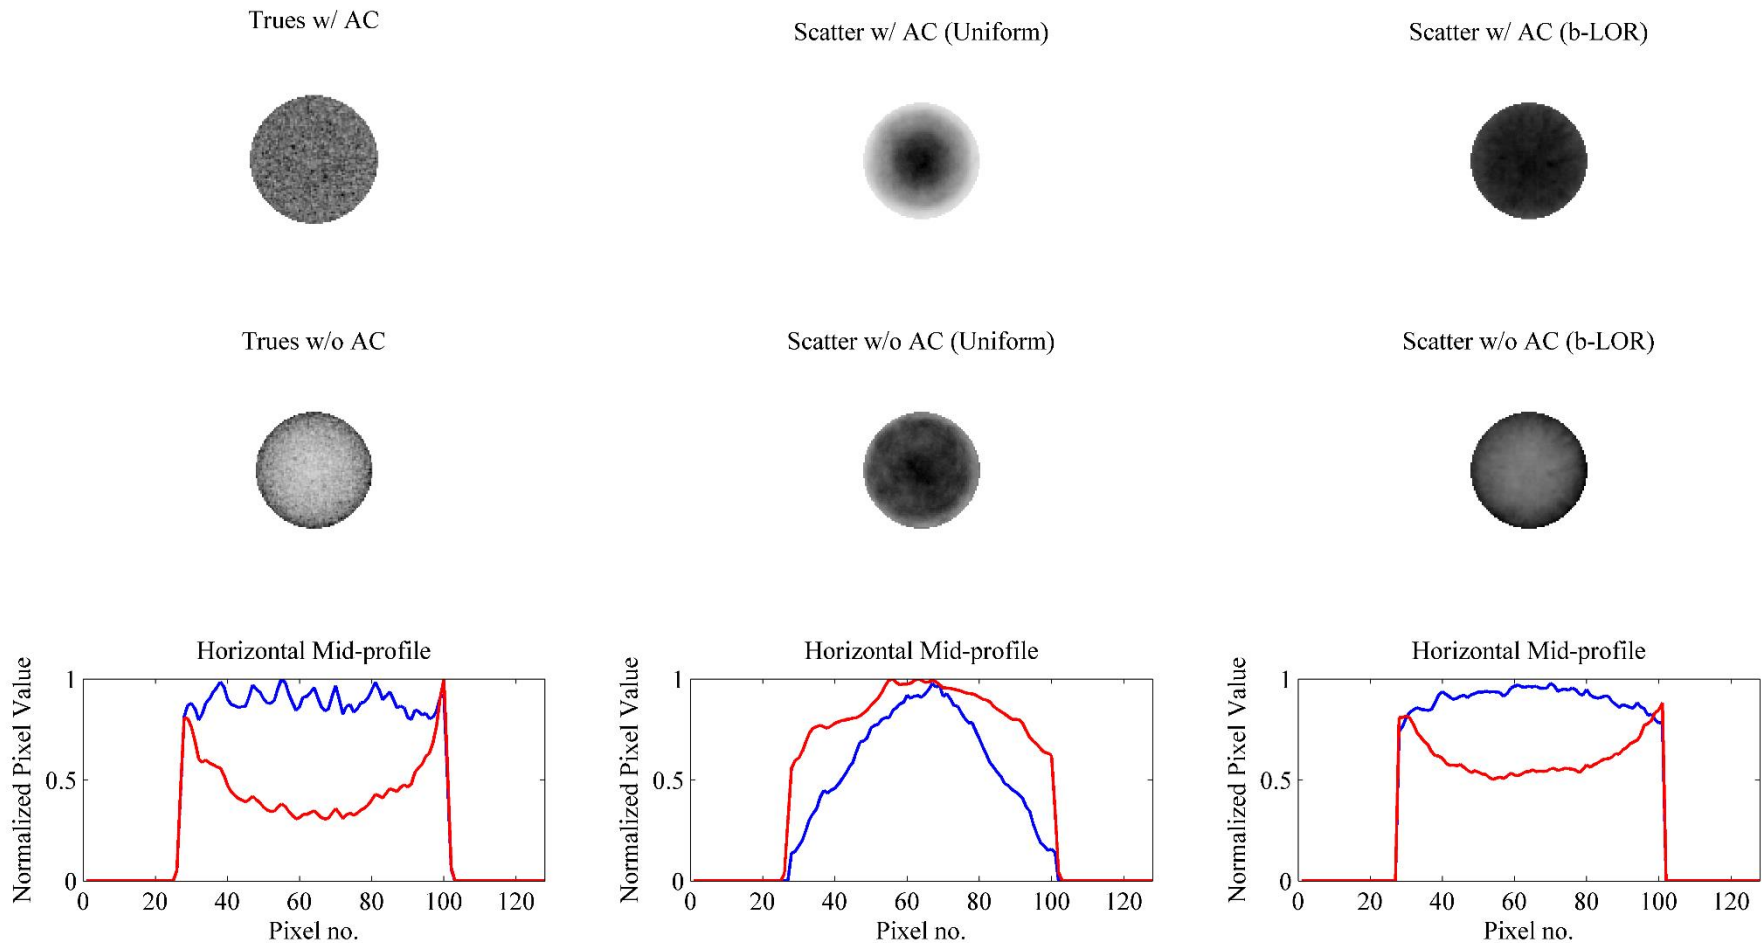 Trues w/ AC
Scatter w/ AC (Uniform)
Scatter w/ AC (b-LOR)
Trues w/o AC
Scatter w/o AC (Uniform)
Scatter w/o AC (b-LOR)
Horizontal Mid-profile
Normalized Pixel Value
1
0.5
0
0 20 40 60 80 100 120
Pixel no.
Horizontal Mid-profile
Normalized Pixel Value
1
0.5
0
0 20 40 60 80 100 120
Pixel no.
Horizontal Mid-profile
Normalized Pixel Value
1
0.5
0
0 20 40 60 80 100 120
Pixel no.